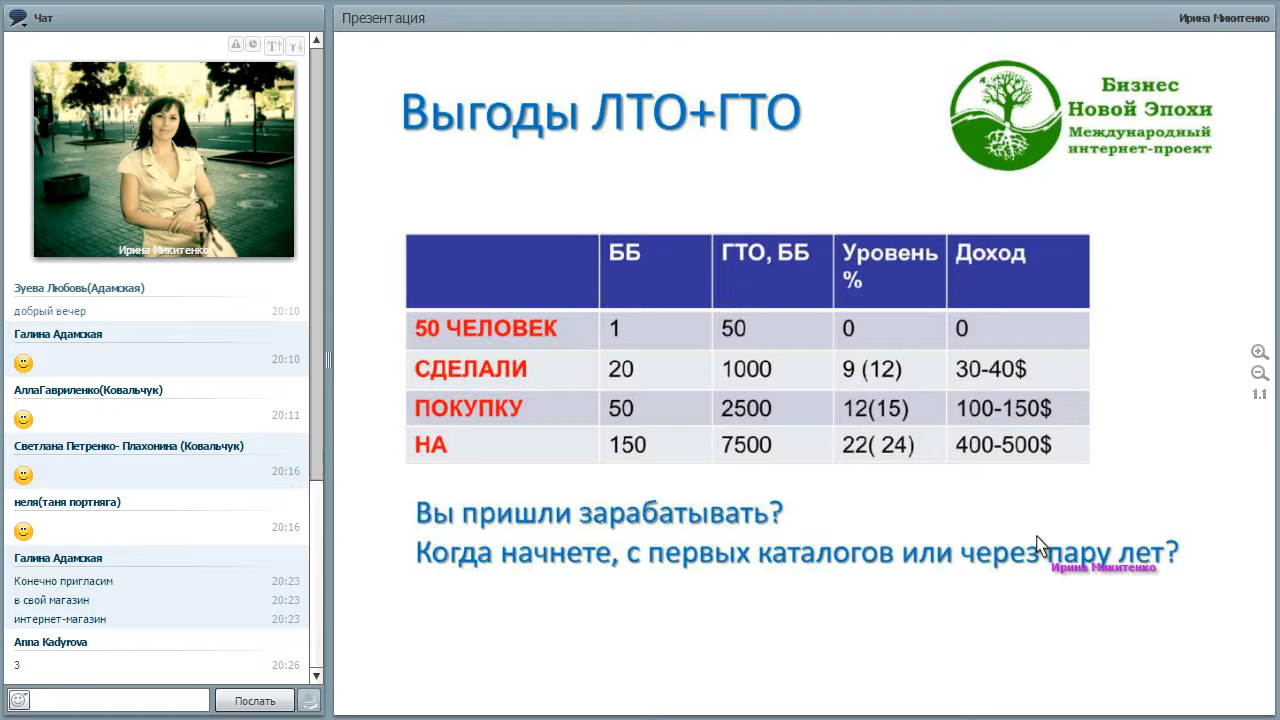 Чат
Ирина Микитенко
Зуева Любовь(Адамская)
добрый вечер 20:10
Галина Адамская
20:10
АллаГавриленко(Ковальчук)
20:11
Светлана Петренко- Плахонина (Ковальчук)
20:16
неля(таня портняга)
20:16
Галина Адамская
Конечно пригласим 20:23
в свой магазин 20:23
интернет-магазин 20:23
Anna Kadyrova
3 20:26
Послать
Презентация Ирина Микитенко
Выгоды ЛТО+ГТО
Бизнес
Новой Эпохи
Международный
интернет-проект
ББ ГТО, ББ Уровень % Доход
50 ЧЕЛОВЕК 1 50 0 0
СДЕЛАЛИ 20 1000 9 (12) 30-40$
ПОКУПКУ 50 2500 12(15) 100-150$
НА 150 7500 22( 24) 400-500$
Вы пришли зарабатывать?
Когда начнете, с первых каталогов или через пару лет?
Ирина Микитенко
1.1